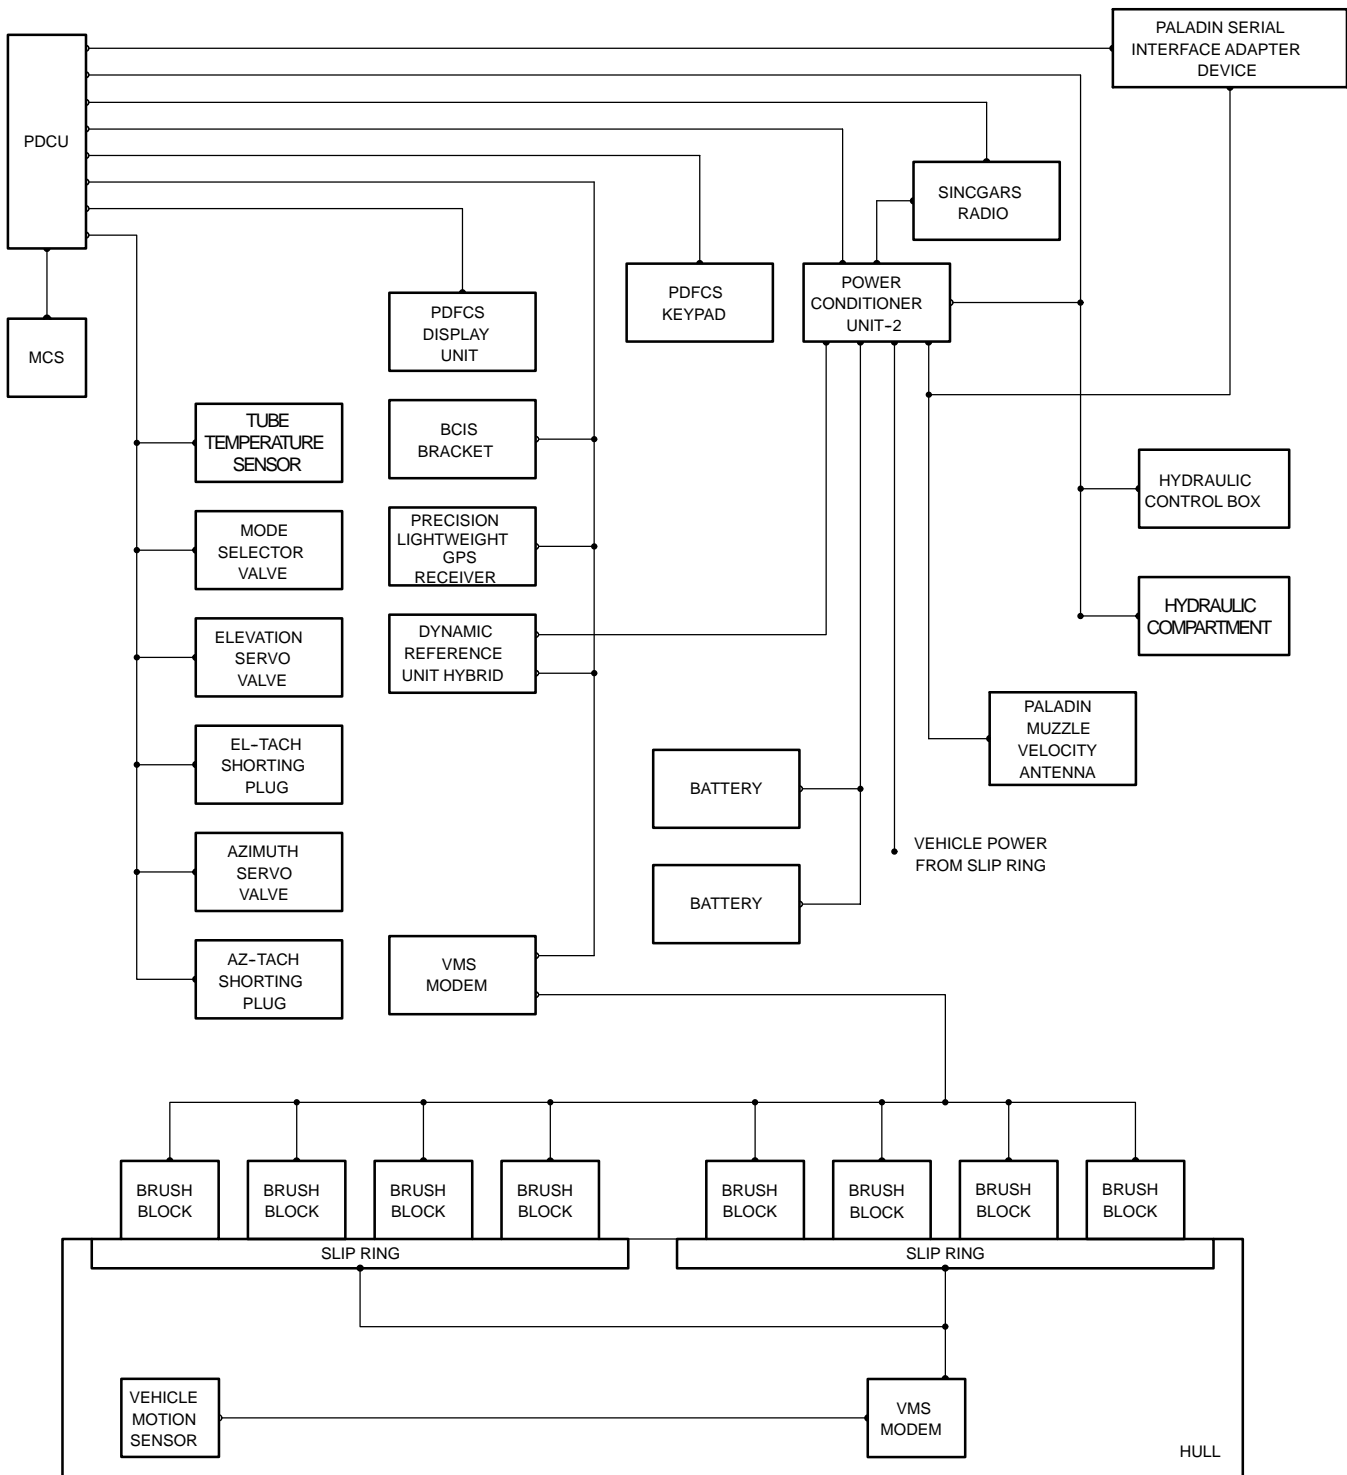 PALADIN SERIAL
INTERFACE ADAPTER
DEVICE
PDCU
SINCGARS
RADIO
POWER
CONDITIONER
UNIT-2
PDFCS
KEYPAD
PDFCS
DISPLAY
UNIT
MCS
TUBE
TEMPERATURE
SENSOR
BCIS
BRACKET
HYDRAULIC
CONTROL BOX
MODE
SELECTOR
VALVE
PRECISION
LIGHTWEIGHT
GPS
RECEIVER
HYDRAULIC
COMPARTMENT
ELEVATION
SERVO
VALVE
DYNAMIC
REFERENCE
UNIT HYBRID
PALADIN
MUZZLE
VELOCITY
ANTENNA
EL-TACH
SHORTING
PLUG
BATTERY
VEHICLE POWER
FROM SLIP RING
AZIMUTH
SERVO
VALVE
BATTERY
AZ-TACH
SHORTING
PLUG
VMS
MODEM
BRUSH
BLOCK
BRUSH
BLOCK
BRUSH
BLOCK
BRUSH
BLOCK
BRUSH
BLOCK
BRUSH
BLOCK
BRUSH
BLOCK
BRUSH
BLOCK
SLIP RING
SLIP RING
VEHICLE
MOTION
SENSOR
VMS
MODEM
HULL